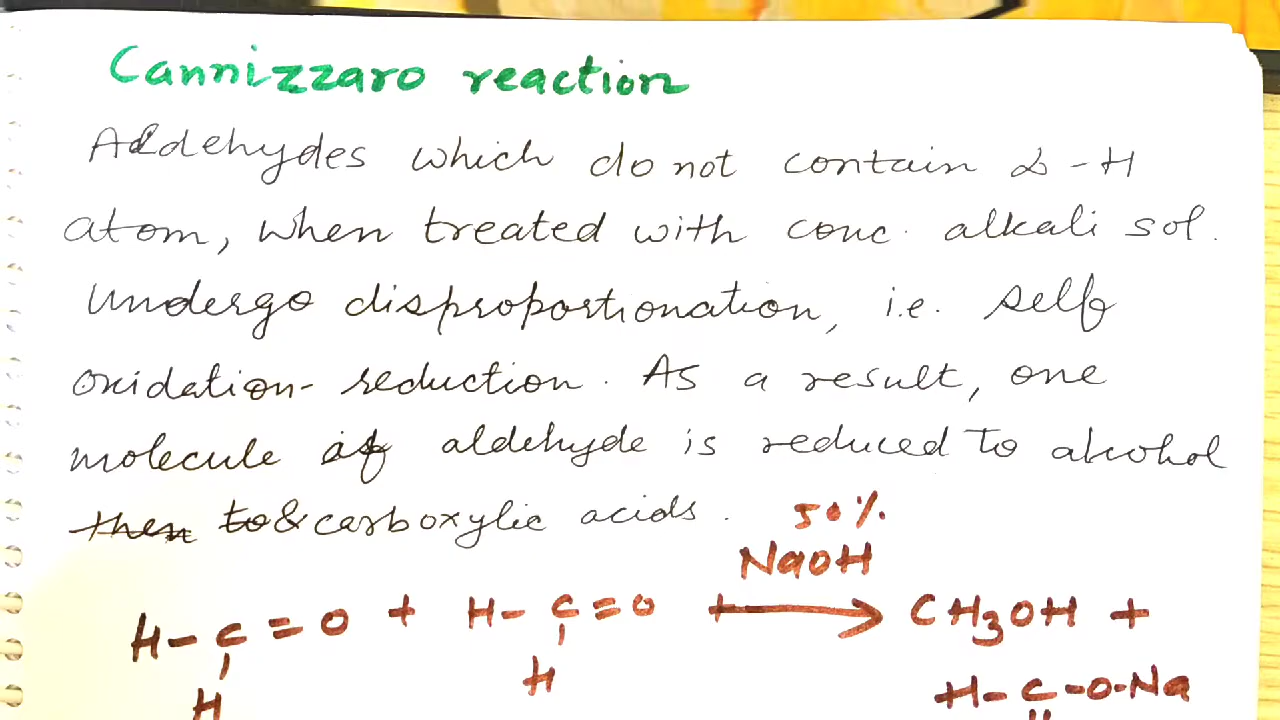 Cannizzaro reaction
Aldehydes which do not contain α-H
atom, when treated with conc. alkali sol.
undergo disproportionation, i.e. self
oxidation-reduction. As a result, one
molecule of aldehyde is reduced to alcohol
then to & carboxylic acids.
50%
NaOH
H-C=O + H-C=O + → CH3OH +
H H
H-C-O-Na